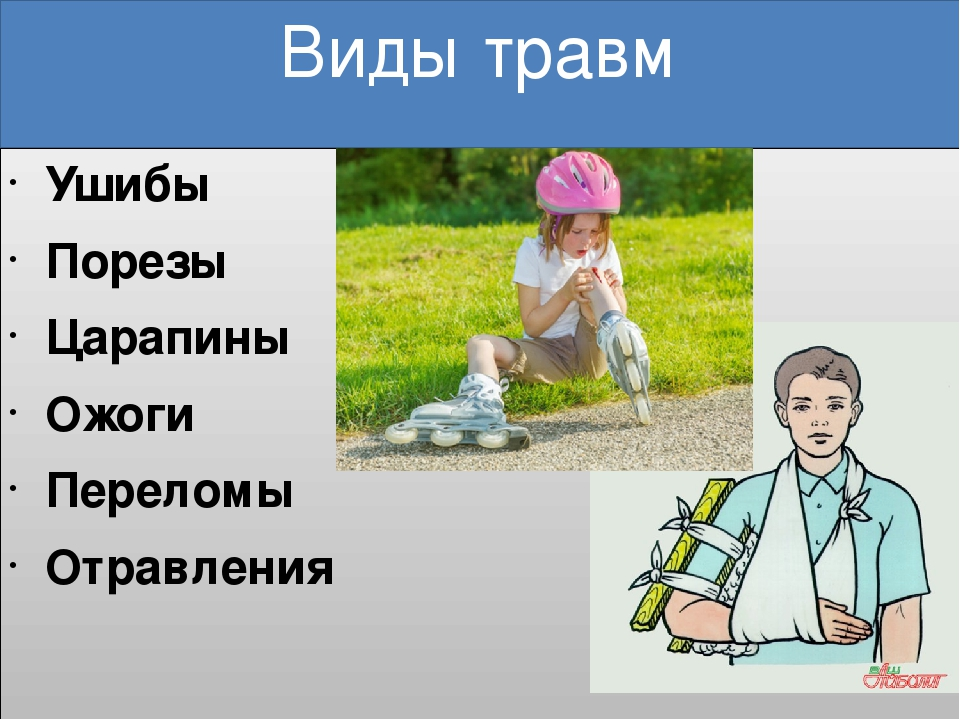 Виды травм
· Ушибы
· Порезы
· Царапины
· Ожоги
· Переломы
· Отравления